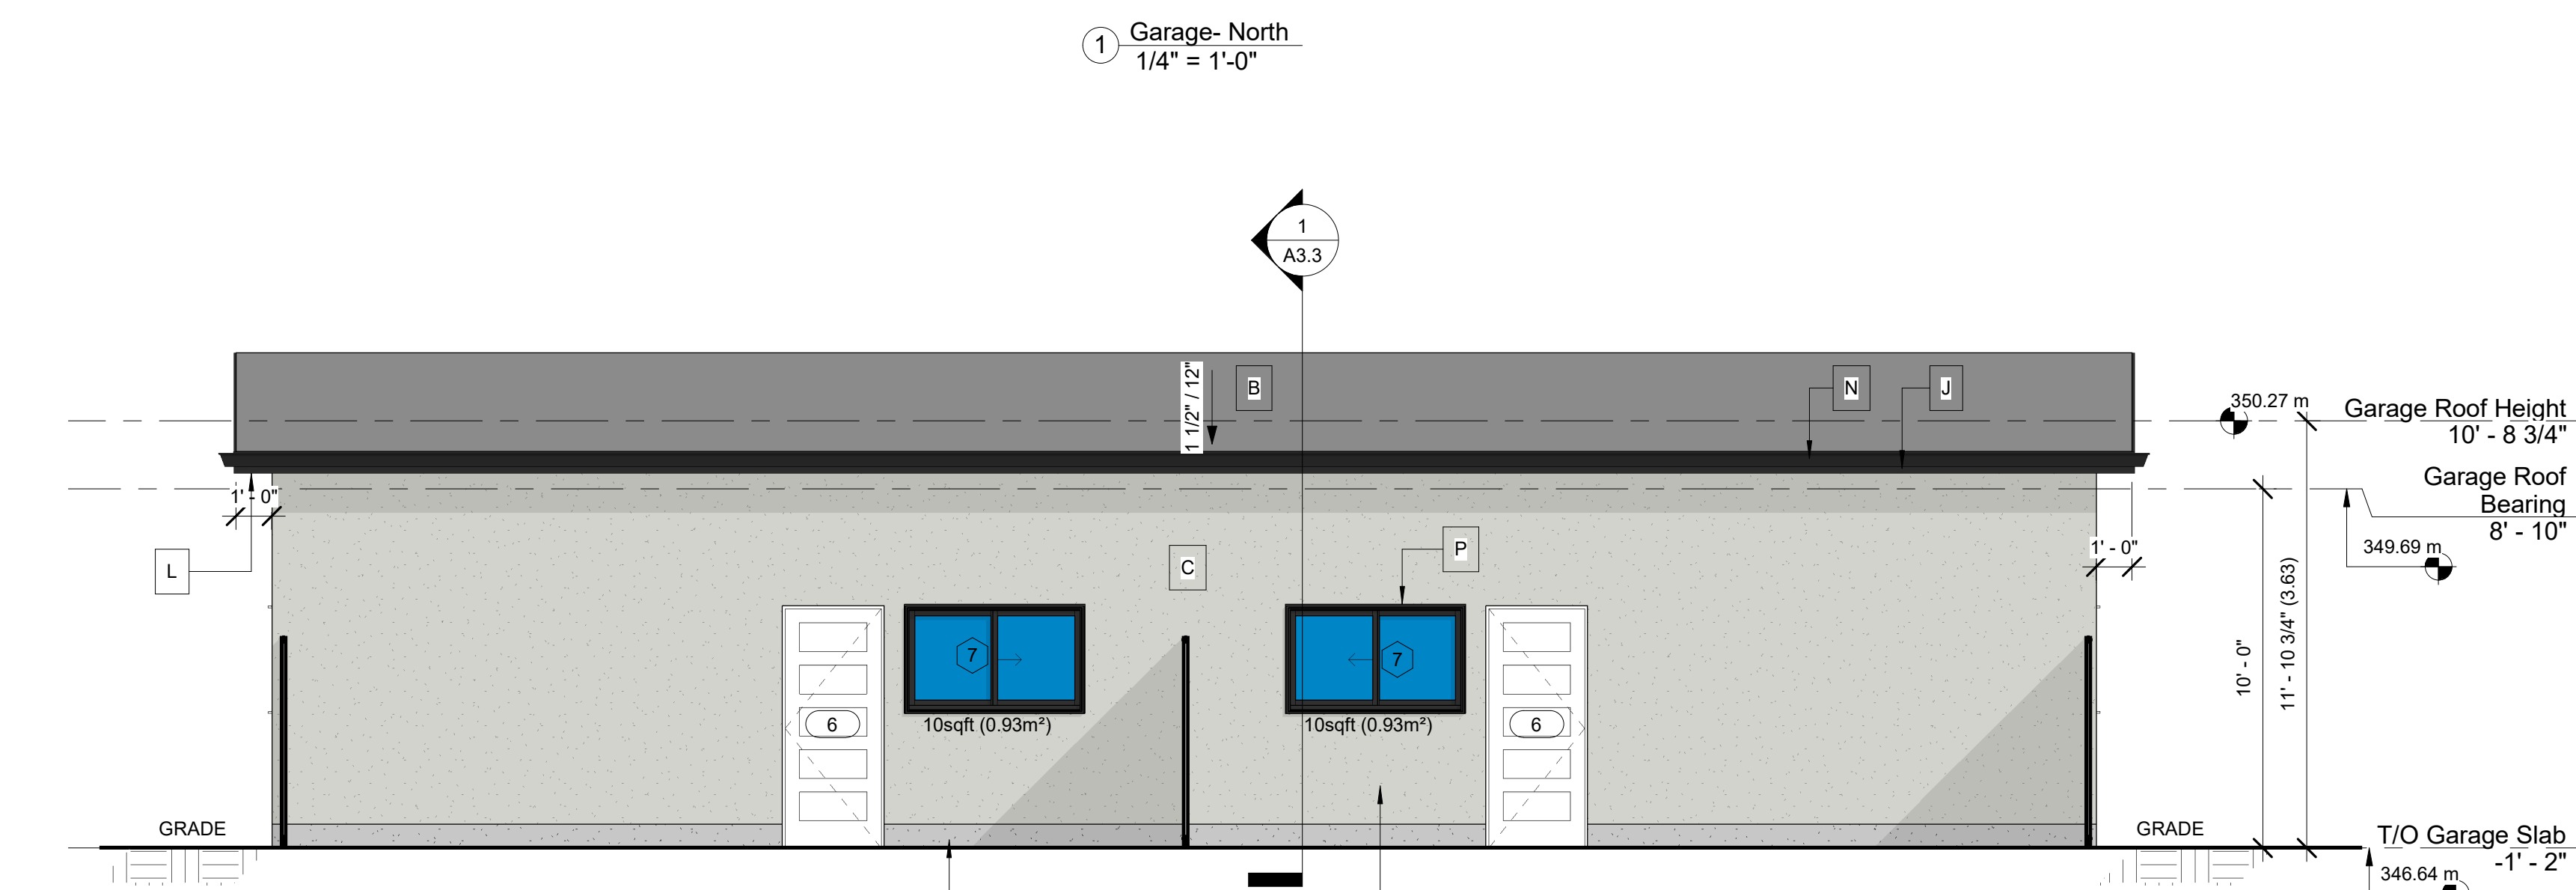 1
Garage- North
1/4" = 1'-0"
1
A3.3
1 1/2" / 12"
B
N
J
350.27 m
Garage Roof Height
10' - 8 3/4"
1' - 0"
Garage Roof
Bearing
8' - 10"
L
C
P
1' - 0"
349.69 m
7
7
6
10sqft (0.93m²)
10sqft (0.93m²)
6
10' - 0"
11' - 10 3/4" (3.63)
GRADE
GRADE
T/O Garage Slab
-1' - 2"
346.64 m